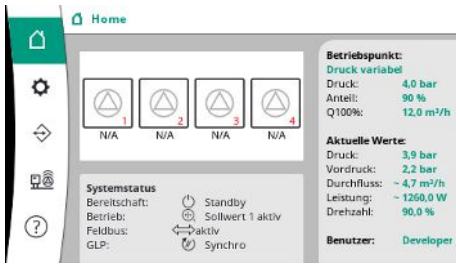 Home
1
2
3
4
N/A
N/A
N/A
N/A
Systemstatus
Bereitschaft: Standby
Betrieb: Sollwert 1 aktiv
Feldbus: aktiv
GLP: Synchro
Betriebspunkt:
Druck variabel
Druck: 4,0 bar
Anteil: 90 %
Q100%: 12,0 m³/h
Aktuelle Werte:
Druck: 3,9 bar
Vordruck: 2,2 bar
Durchfluss: ~ 4,7 m³/h
Leistung: ~ 1260,0 W
Drehzahl: 90,0 %
Benutzer: Developer
?